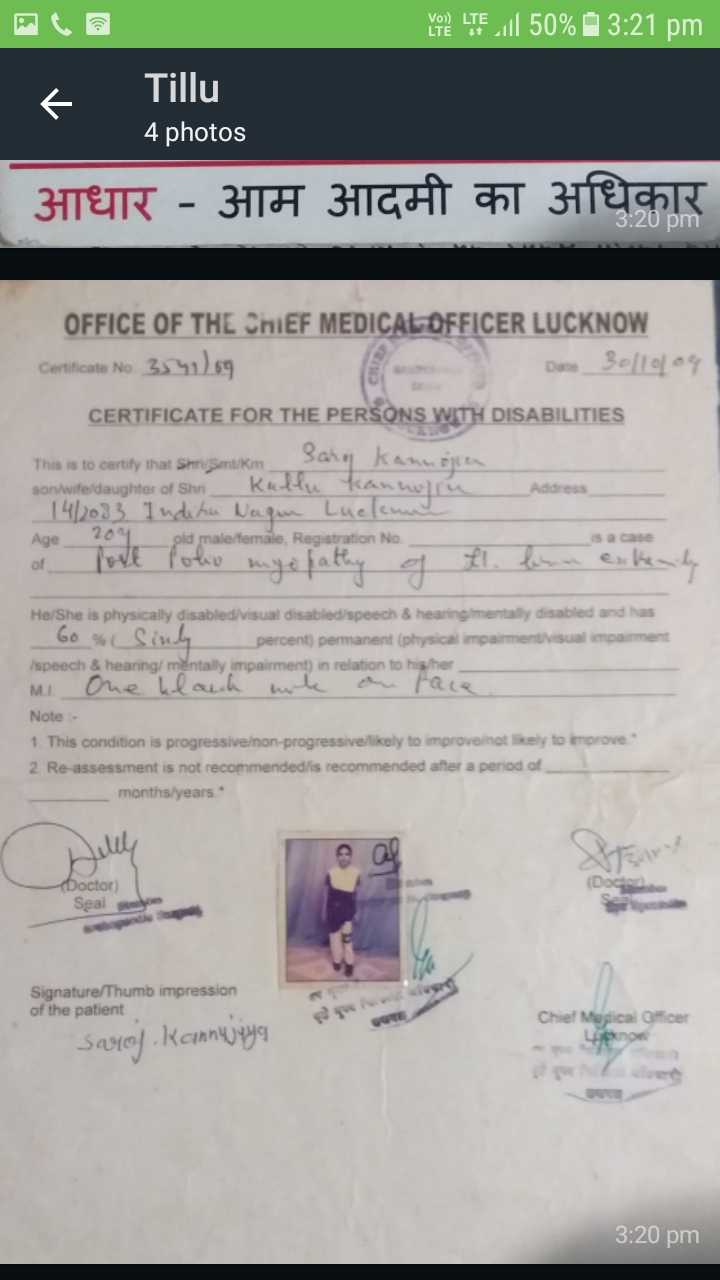 Vo)) LTE LTE 50% 3:21 pm
Tillu
4 photos
आधार - आम आदमी का अधिकार
3:20 pm
OFFICE OF THE CHIEF MEDICAL OFFICER LUCKNOW
Certificate No. 3541/09 Date 30/10/09
CERTIFICATE FOR THE PERSONS WITH DISABILITIES
This is to certify that Shri/Smt/Km Saroj Kannojia
son/wife/daughter of Shri Kallu Kannojia Address
14/2083 Indira Nagar Lucknow
Age 20y old male/female, Registration No. is a case
of Post Polio myopathy of limb extremity
He/She is physically disabled/visual disabled/speech & hearing/mentally disabled and has
60 % ( Sixty percent) permanent (physical impairment/visual impairment
/speech & hearing/ mentally impairment) in relation to his/her
M.I. One black mole on Face
Note :-
1. This condition is progressive/non-progressive/likely to improve/not likely to improve.*
2. Re-assessment is not recommended/is recommended after a period of
months/years.*
(Doctor) (Doctor)
Seal Seal
Signature/Thumb impression
of the patient
Saroj. Kannujiya
Chief Medical Officer
Lucknow
3:20 pm